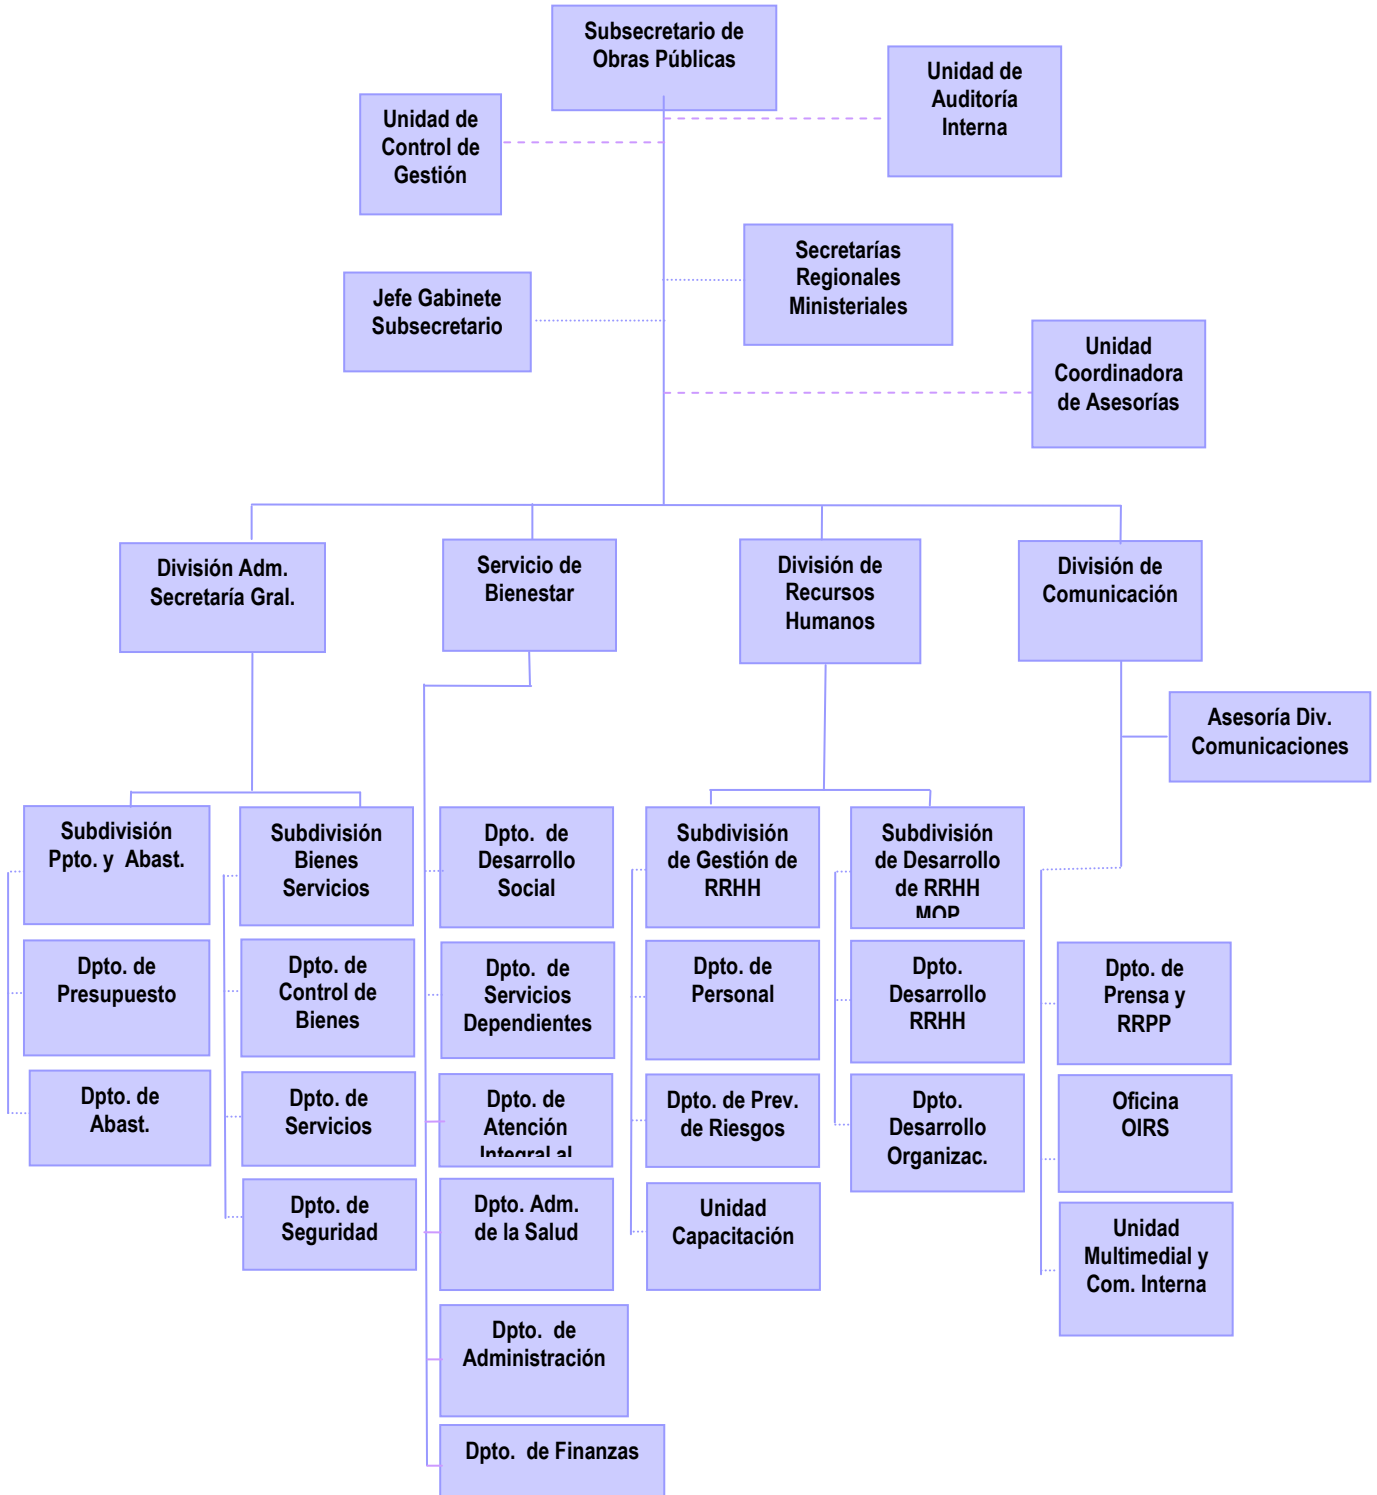 Subsecretario de
Obras Públicas
Unidad de
Auditoría
Interna
Unidad de
Control de
Gestión
Secretarías
Regionales
Ministeriales
Jefe Gabinete
Subsecretario
Unidad
Coordinadora
de Asesorías
División Adm.
Secretaría Gral.
Servicio de
Bienestar
División de
Recursos
Humanos
División de
Comunicación
Asesoría Div.
Comunicaciones
Subdivisión
Ppto. y Abast.
Subdivisión
Bienes
Servicios
Dpto. de
Desarrollo
Social
Subdivisión
de Gestión de
RRHH
Subdivisión
de Desarrollo
de RRHH
MOP
Dpto. de
Presupuesto
Dpto. de
Control de
Bienes
Dpto. de
Servicios
Dependientes
Dpto. de
Personal
Dpto.
Desarrollo
RRHH
Dpto. de
Prensa y
RRPP
Dpto. de
Abast.
Dpto. de
Servicios
Dpto. de
Atención
Integral al
Dpto. de Prev.
de Riesgos
Dpto.
Desarrollo
Organizac.
Oficina
OIRS
Dpto. de
Seguridad
Dpto. Adm.
de la Salud
Unidad
Capacitación
Unidad
Multimedial y
Com. Interna
Dpto. de
Administración
Dpto. de Finanzas